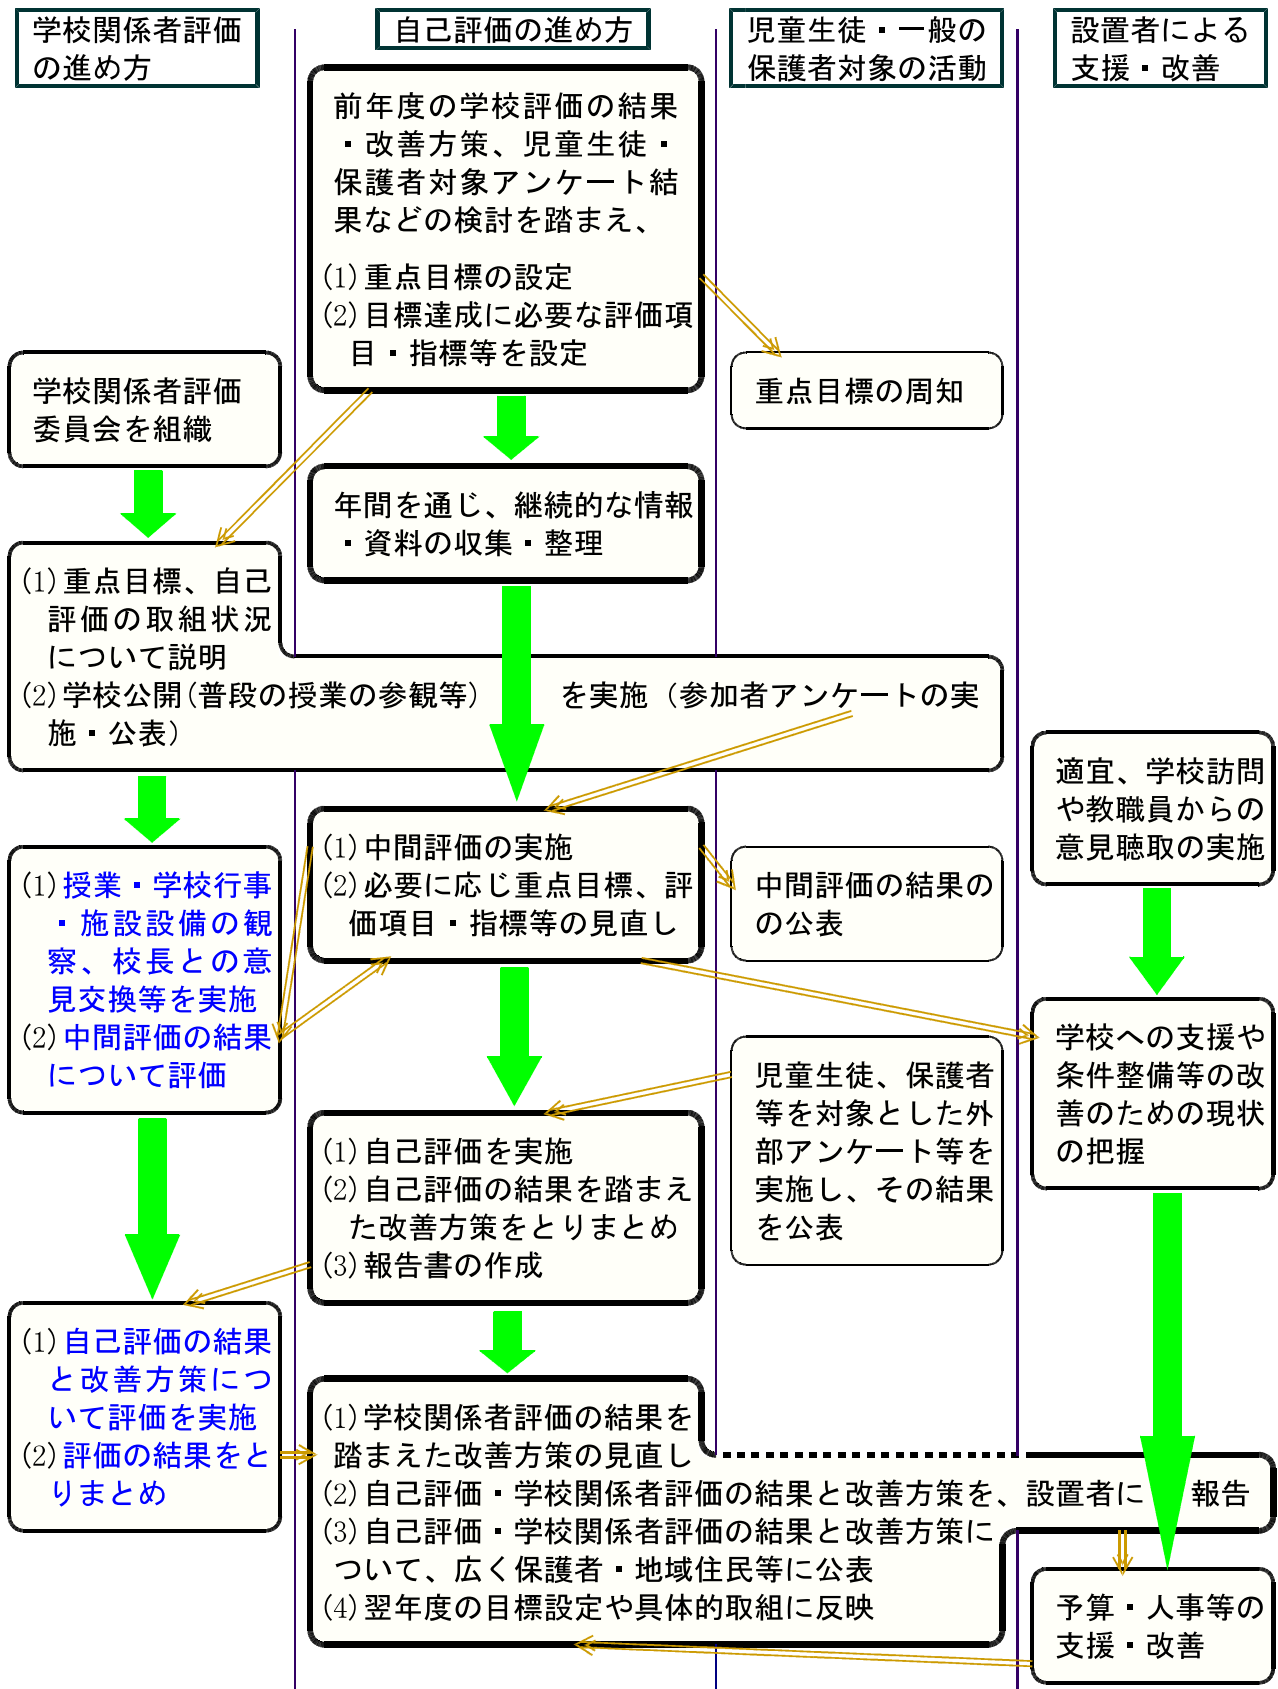 学校関係者評価
の進め方
自己評価の進め方
児童生徒・一般の
保護者対象の活動
設置者による
支援・改善
前年度の学校評価の結果
・改善方策、児童生徒・
保護者対象アンケート結
果などの検討を踏まえ、
(1)重点目標の設定
(2)目標達成に必要な評価項
目・指標等を設定
重点目標の周知
学校関係者評価
委員会を組織
年間を通じ、継続的な情報
・資料の収集・整理
(1)重点目標、自己
評価の取組状況
について説明
(2)学校公開(普段の授業の参観等) を実施(参加者アンケートの実
施・公表)
適宜、学校訪問
や教職員からの
意見聴取の実施
(1)中間評価の実施
(2)必要に応じ重点目標、評
価項目・指標等の見直し
中間評価の結果の
の公表
(1)授業・学校行事
・施設設備の観
察、校長との意
見交換等を実施
(2)中間評価の結果
について評価
学校への支援や
条件整備等の改
善のための現状
の把握
児童生徒、保護者
等を対象とした外
部アンケート等を
実施し、その結果
を公表
(1)自己評価を実施
(2)自己評価の結果を踏まえ
た改善方策をとりまとめ
(3)報告書の作成
(1)自己評価の結果
と改善方策につ
いて評価を実施
(2)評価の結果をと
りまとめ
(1)学校関係者評価の結果を
踏まえた改善方策の見直し
(2)自己評価・学校関係者評価の結果と改善方策を、設置者に 報告
(3)自己評価・学校関係者評価の結果と改善方策に
ついて、広く保護者・地域住民等に公表
(4)翌年度の目標設定や具体的取組に反映
予算・人事等の
支援・改善